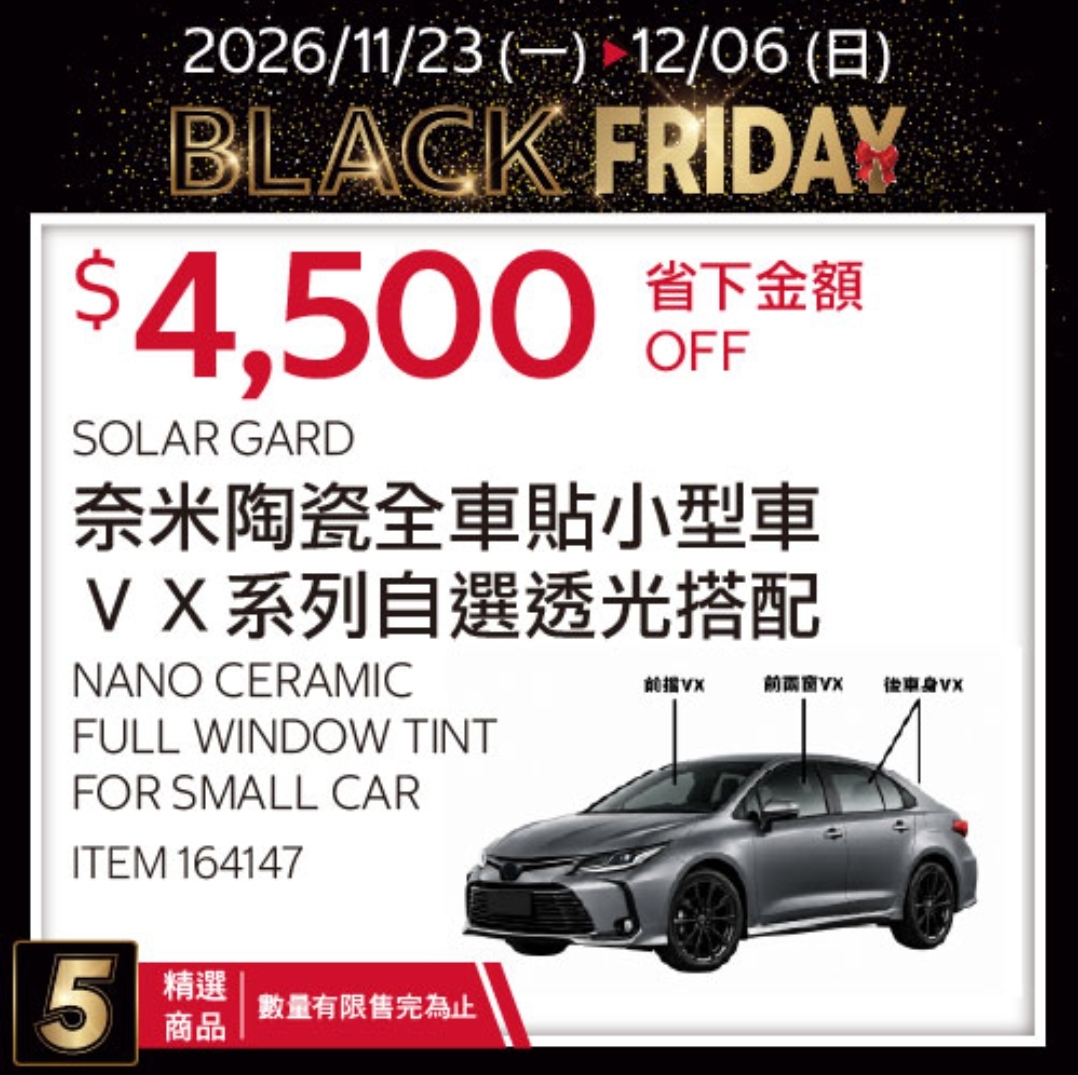 2026/11/23 (一) ▶12/06 (日)
BLACK FRIDAY
$4,500
省下金額
OFF
SOLAR GARD
奈米陶瓷全車貼小型車
ＶＸ系列自選透光搭配
NANO CERAMIC
FULL WINDOW TINT
FOR SMALL CAR
ITEM 164147
前擋VX
前兩窗VX
後車身VX
5
精選
商品
數量有限售完為止